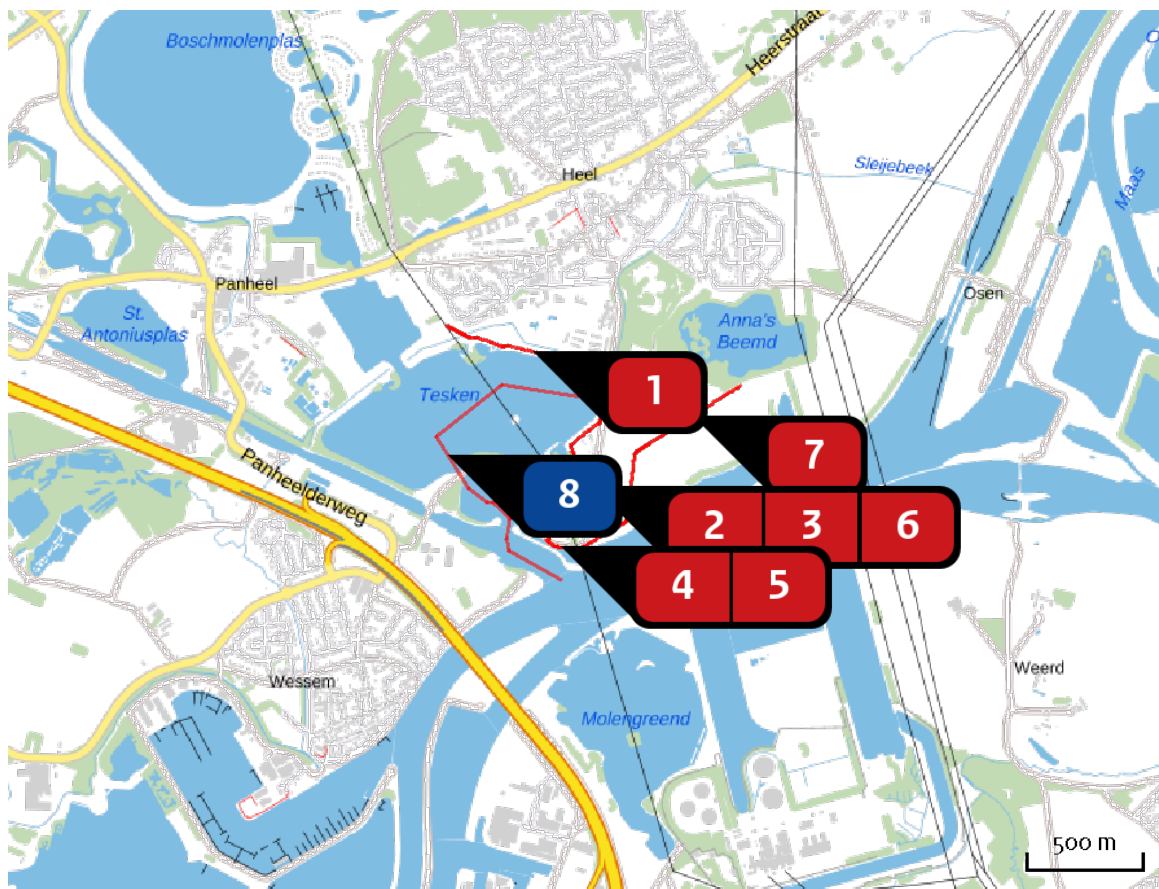 Boschmolenplas
Heerstraat
Maas
Sleijebeek
Heel
Panheel
Osen
St.
Antoniusplas
Anna's
Beemd
Tesken
1
7
Panheelderweg
8
2 3 6
4 5
Weerd
Wessem
Molengreend
500 m